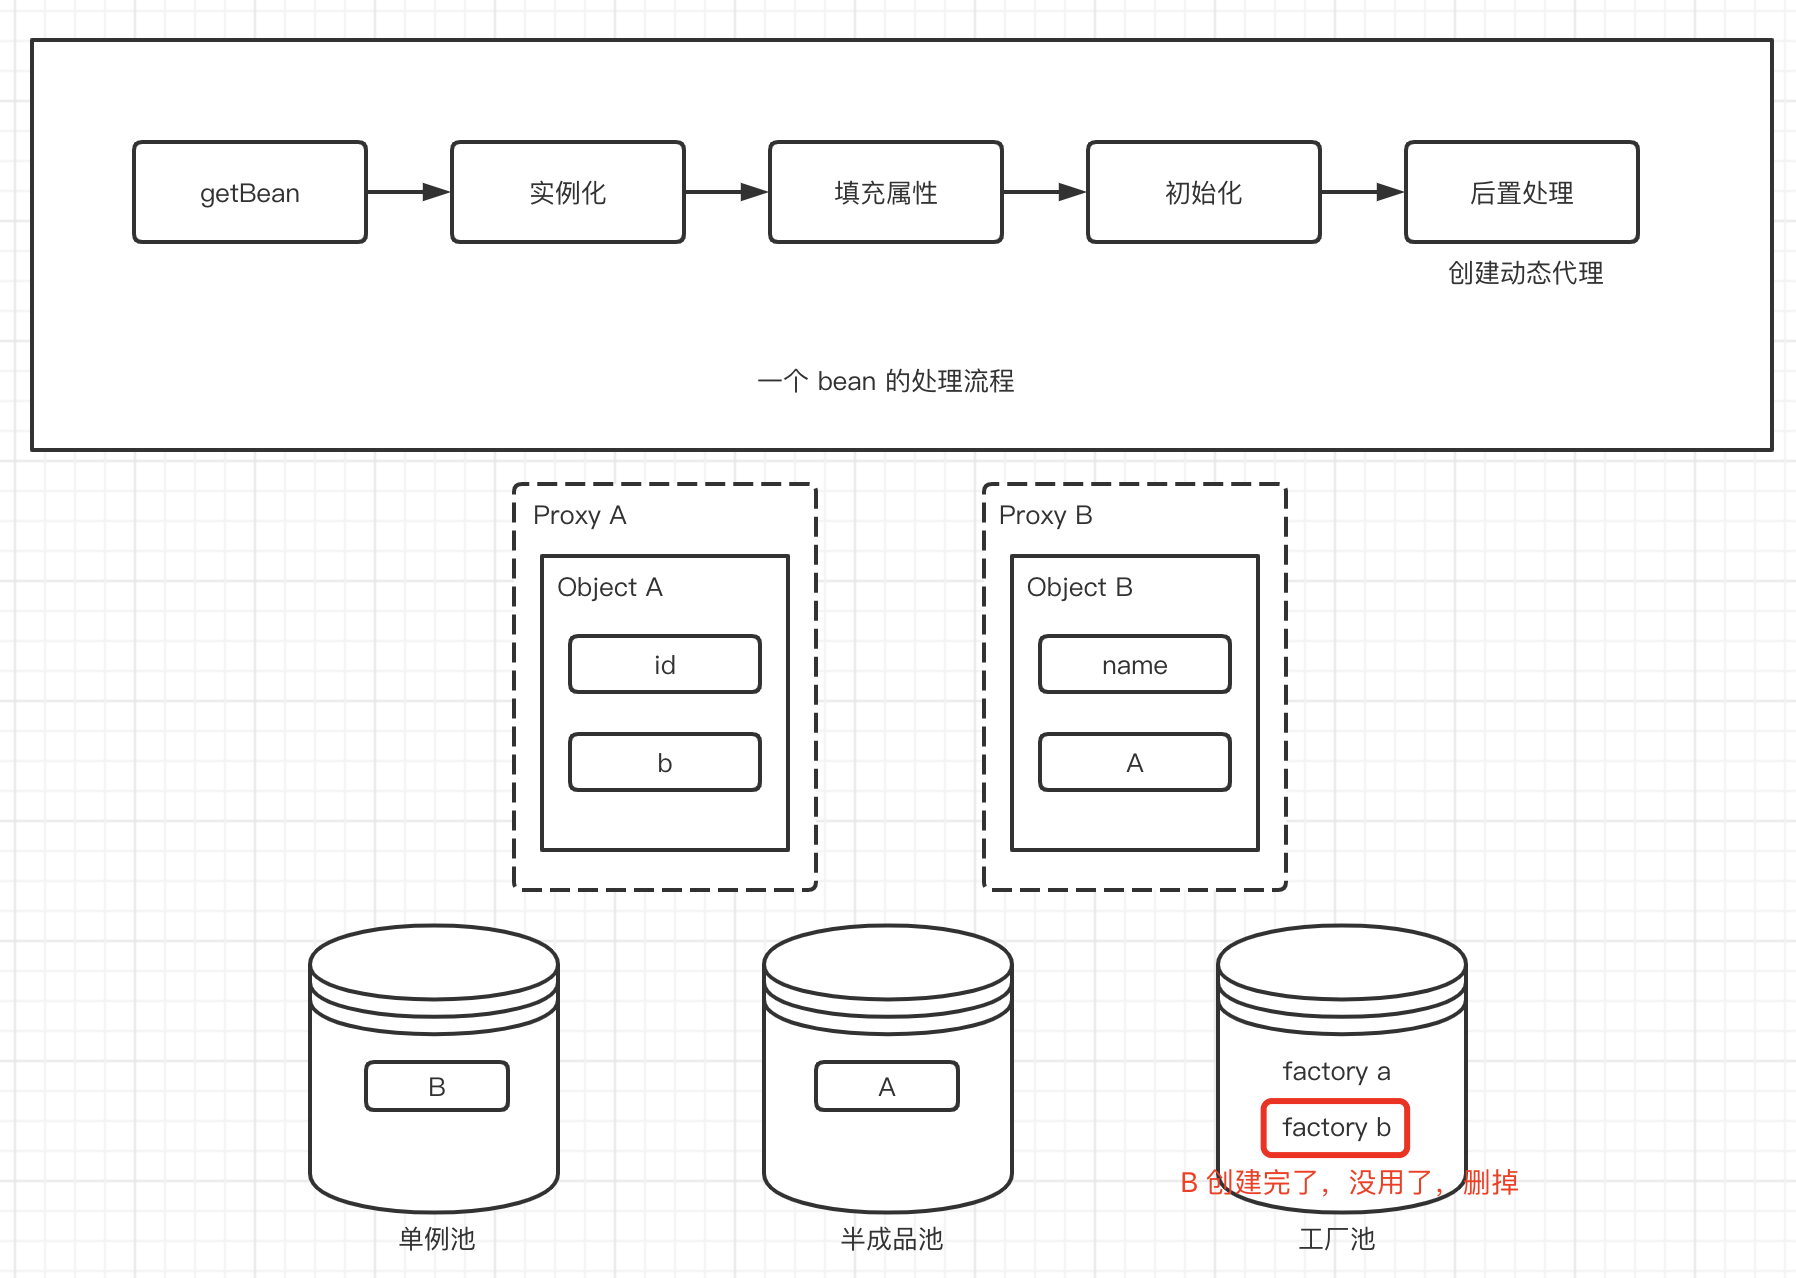 getBean
实例化
填充属性
初始化
后置处理
创建动态代理
一个 bean 的处理流程
Proxy A
Object A
id
b
Proxy B
Object B
name
A
B
A
factory a
factory b
B 创建完了，没用了，删掉
单例池
半成品池
工厂池